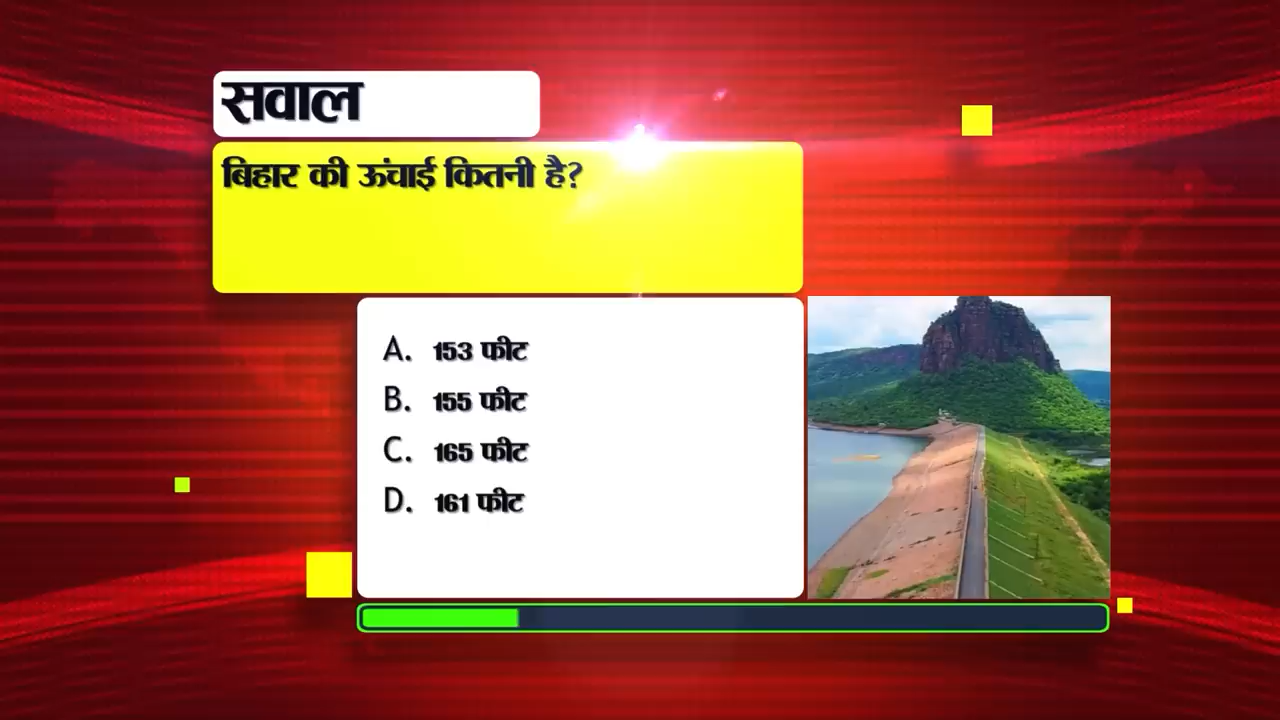 सवाल
बिहार की ऊंचाई कितनी है?
A. 153 फीट
B. 155 फीट
C. 165 फीट
D. 161 फीट